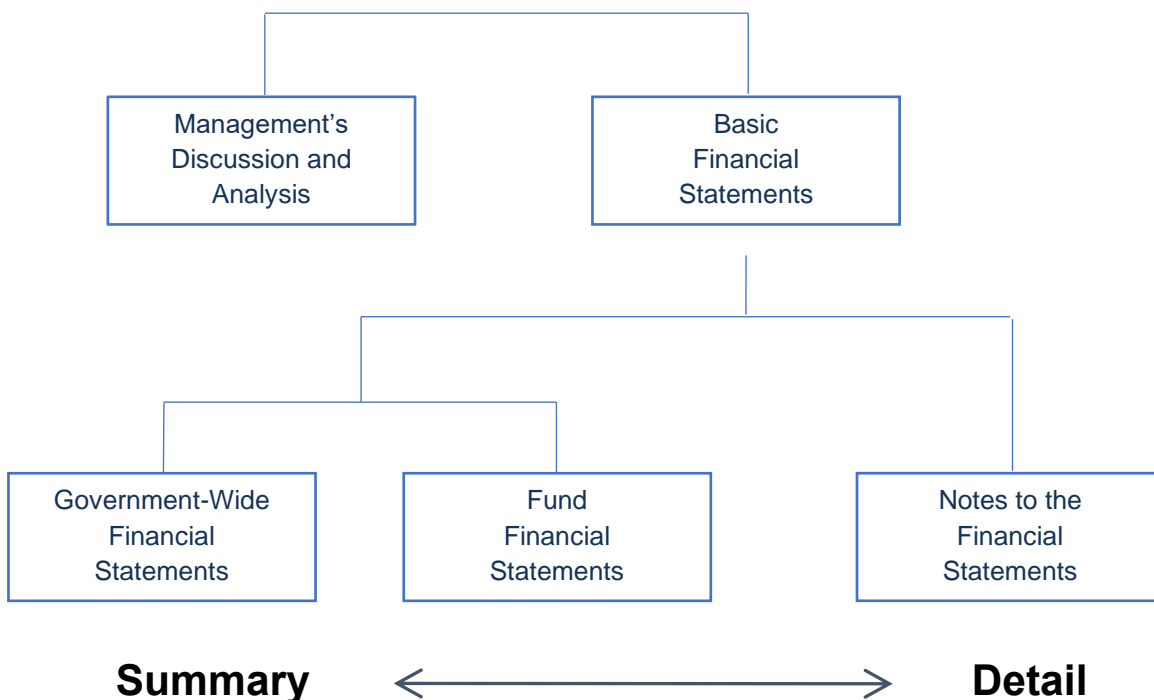 Management’s
Discussion and
Analysis
Basic
Financial
Statements
Government-Wide
Financial
Statements
Fund
Financial
Statements
Notes to the
Financial
Statements
Summary
Detail